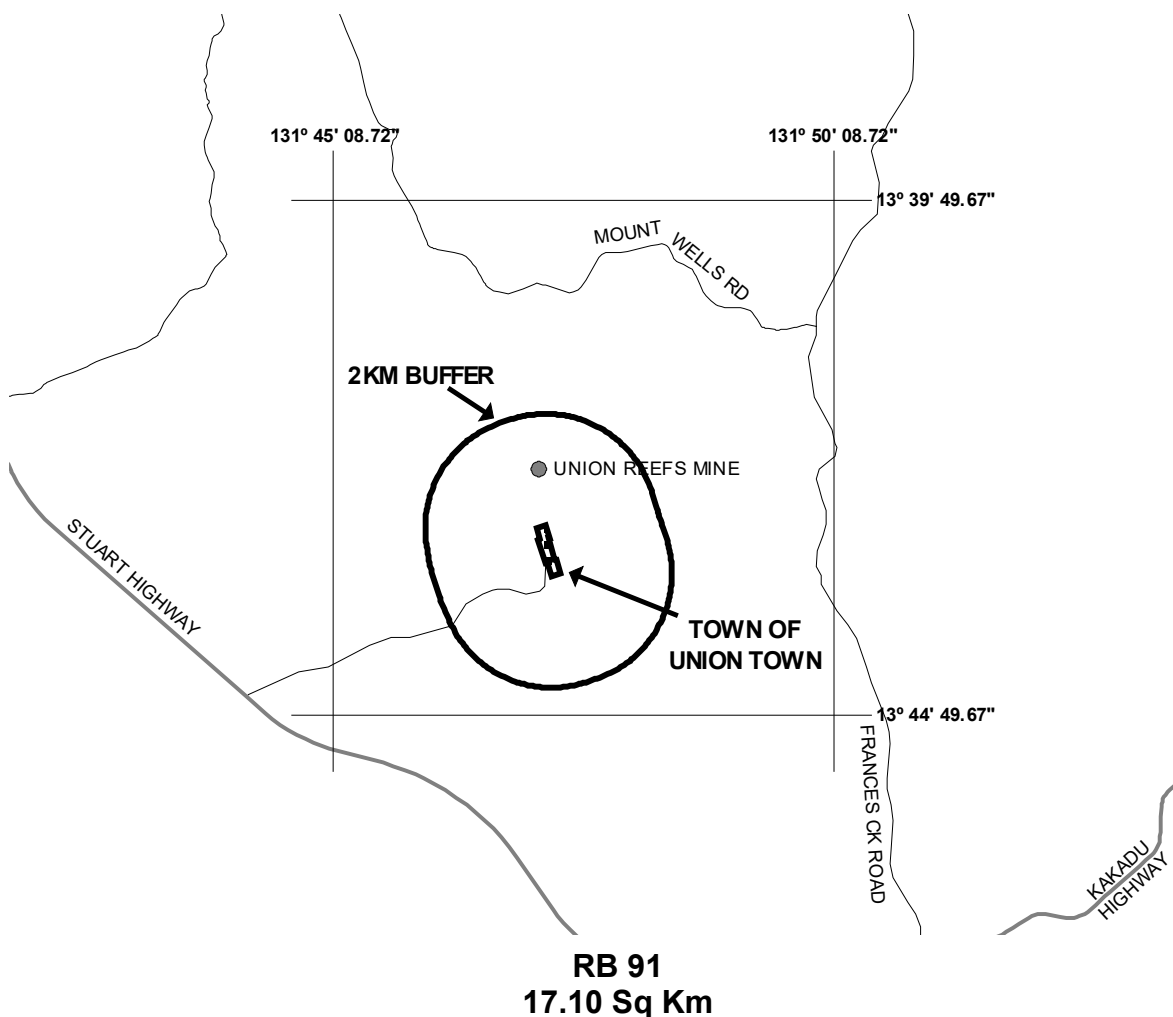 131º 45' 08.72"
131º 50' 08.72"
13º 39' 49.67"
MOUNT WELLS RD
2KM BUFFER
UNION REEFS MINE
STUART HIGHWAY
TOWN OF
UNION TOWN
13º 44' 49.67"
FRANCES CK ROAD
KAKADU
HIGHWAY
RB 91
17.10 Sq Km